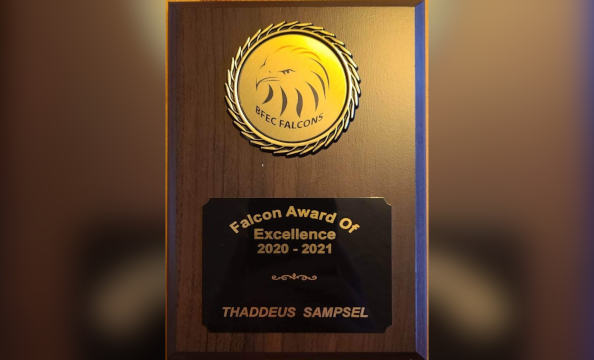 BFEC FALCONS
Falcon Award Of
Excellence
2020 - 2021
THADDEUS SAMPSEL